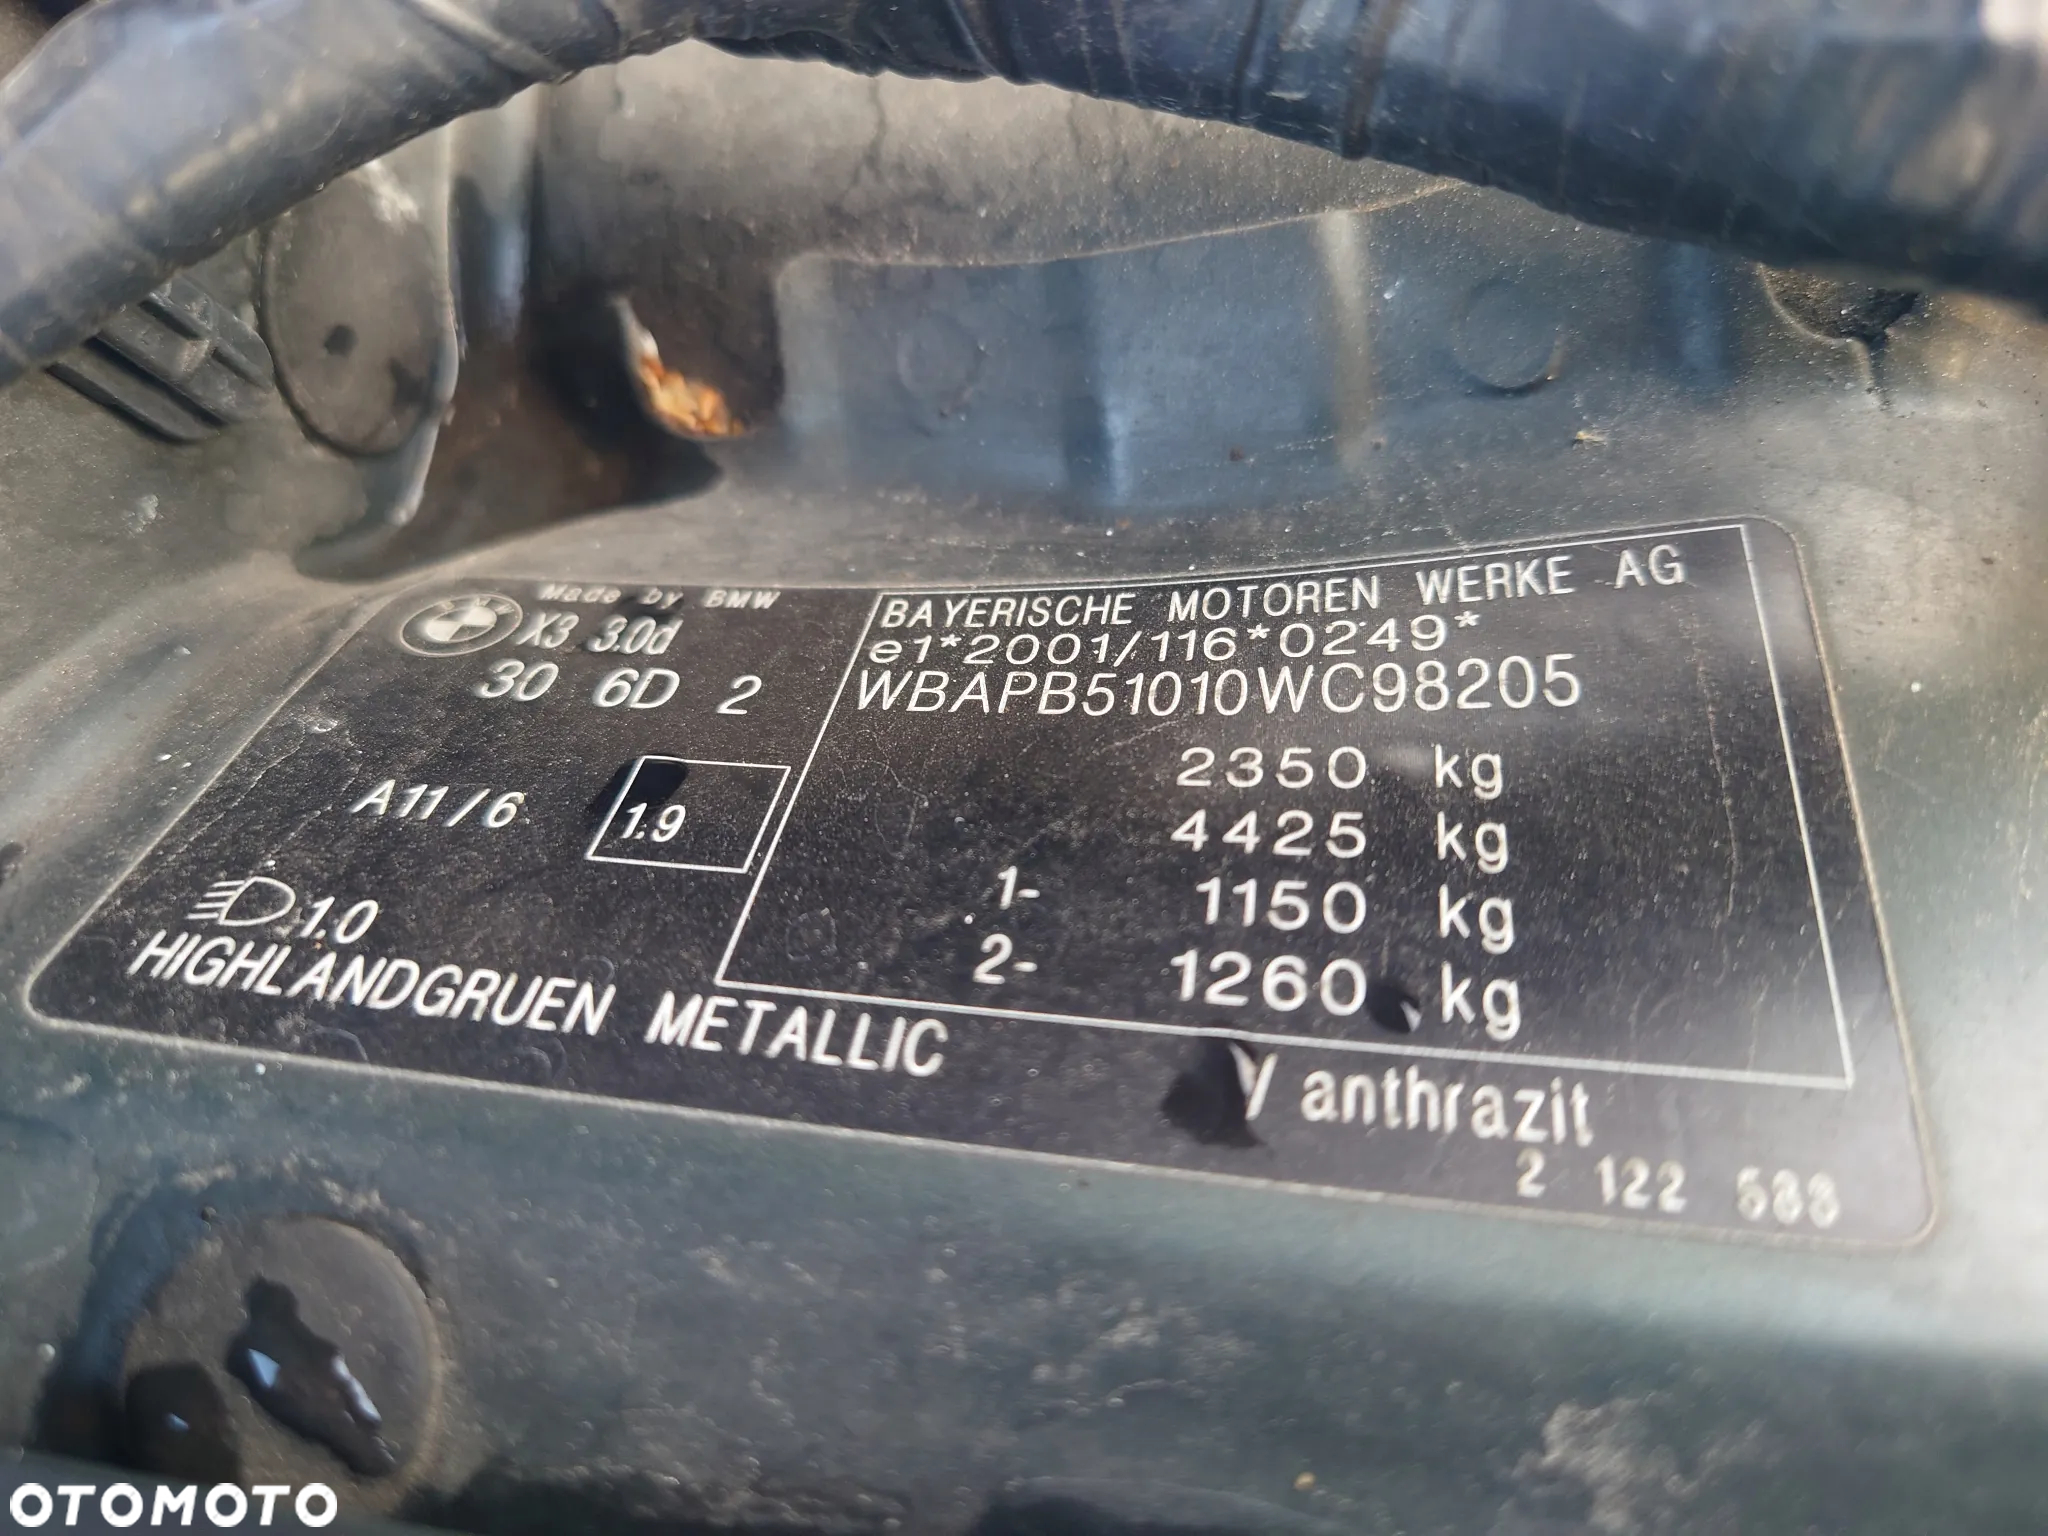 Made by BMW
X3 3.0d
30 6D 2
A11/6
1.9
1.0
HIGHLANDGRUEN METALLIC
BAYERISCHE MOTOREN WERKE AG
e1*2001/116*0249*
WBAPB51010WC98205
2350 kg
4425 kg
1- 1150 kg
2- 1260 kg
anthrazit
2 122 588
OTOMOTO